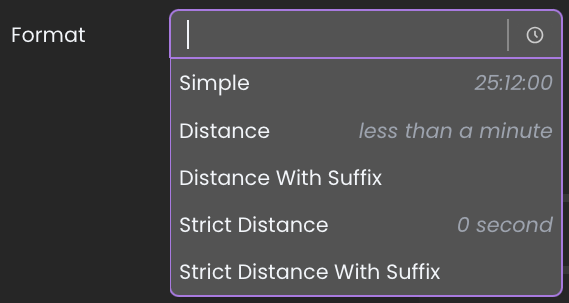 Format
Simple 25:12:00
Distance less than a minute
Distance With Suffix
Strict Distance 0 second
Strict Distance With Suffix